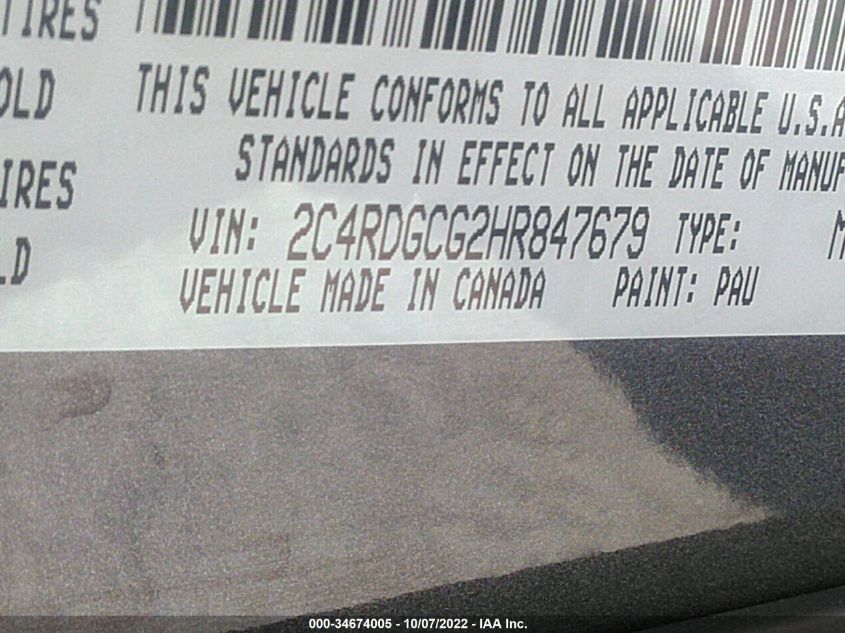 TIRES
OLD THIS VEHICLE CONFORMS TO ALL APPLICABLE U.S.A
STANDARDS IN EFFECT ON THE DATE OF MANUF
IRES
VIN: 2C4RDGCG2HR847679 TYPE: M
LD
VEHICLE MADE IN CANADA PAINT: PAU
000-34674005 - 10/07/2022 - IAA Inc.